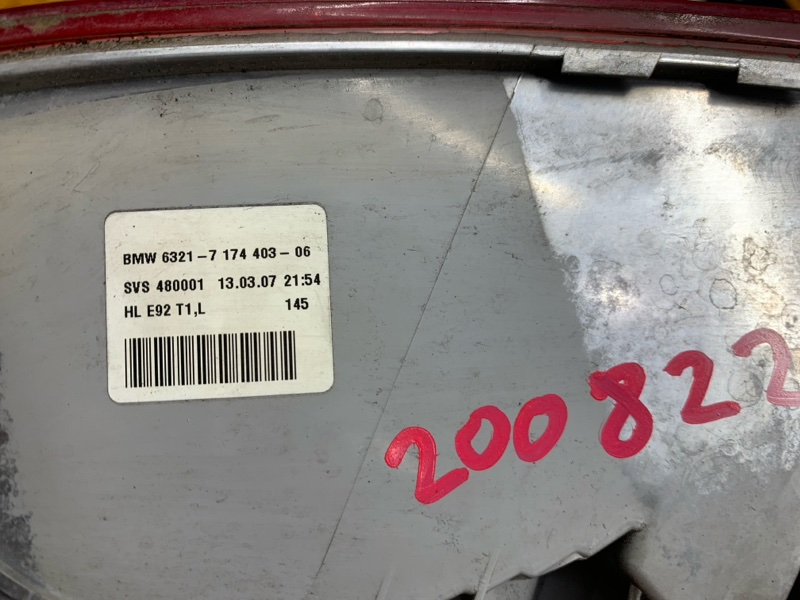 BMW 6321-7 174 403-06
SVS 480001 13.03.07 21:54
HL E92 T1,L 145
200822